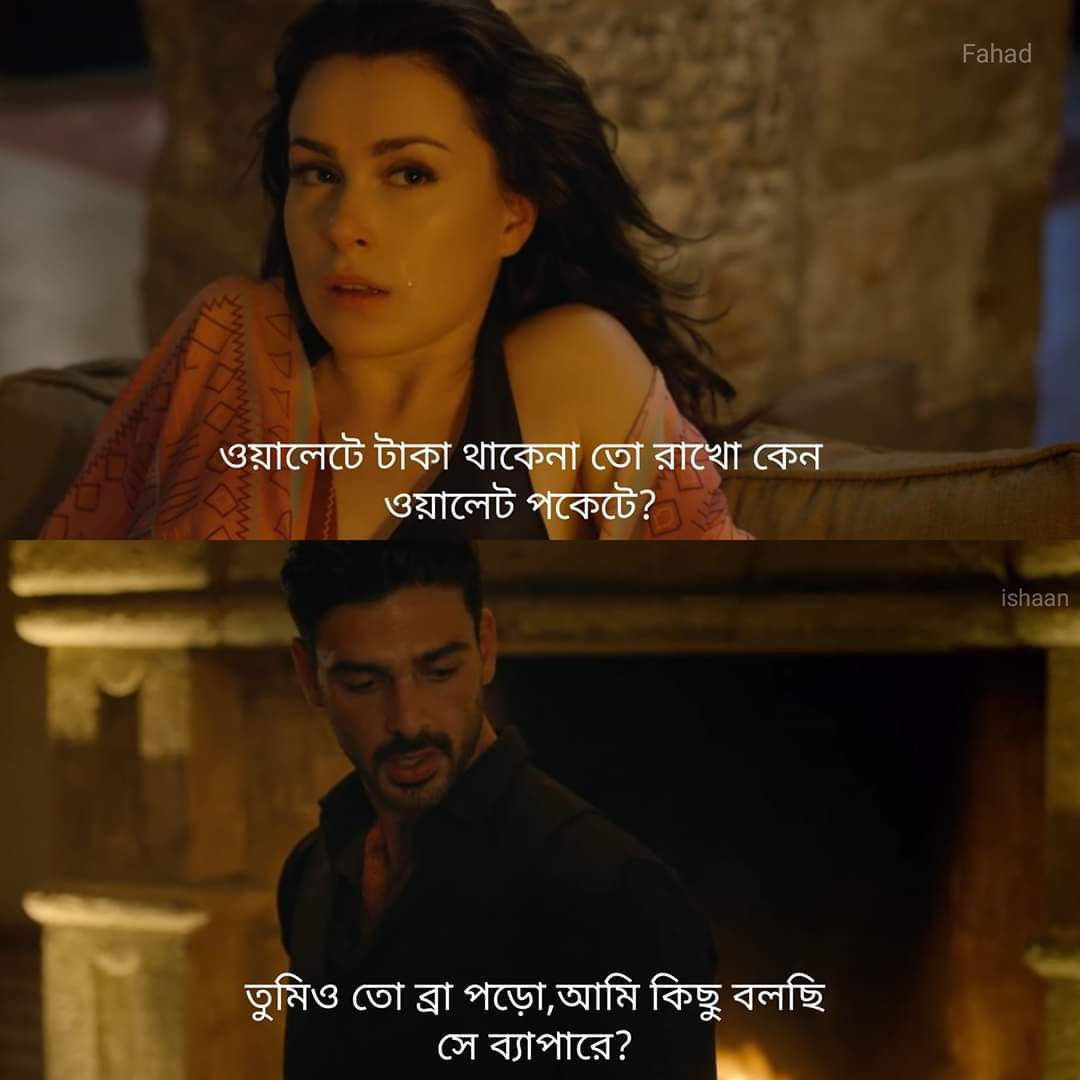 Fahad
ওয়ালেটে টাকা থাকেনা তো রাখো কেন
ওয়ালেট পকেটে?
ishaan
তুমিও তো ব্রা পড়ো,আমি কিছু বলছি
সে ব্যাপারে?